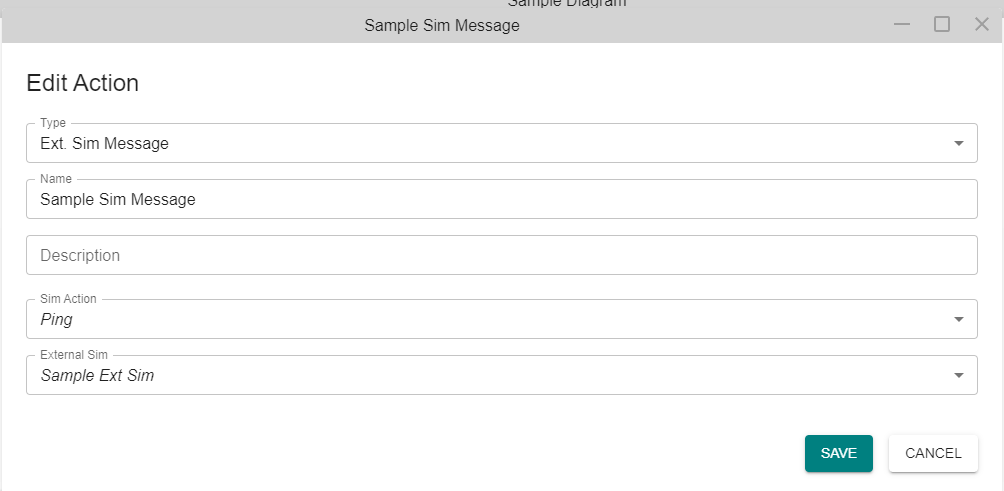 Sample Diagram
Sample Sim Message
Edit Action
Type
Ext. Sim Message
Name
Sample Sim Message
Description
Sim Action
Ping
External Sim
Sample Ext Sim
SAVE
CANCEL